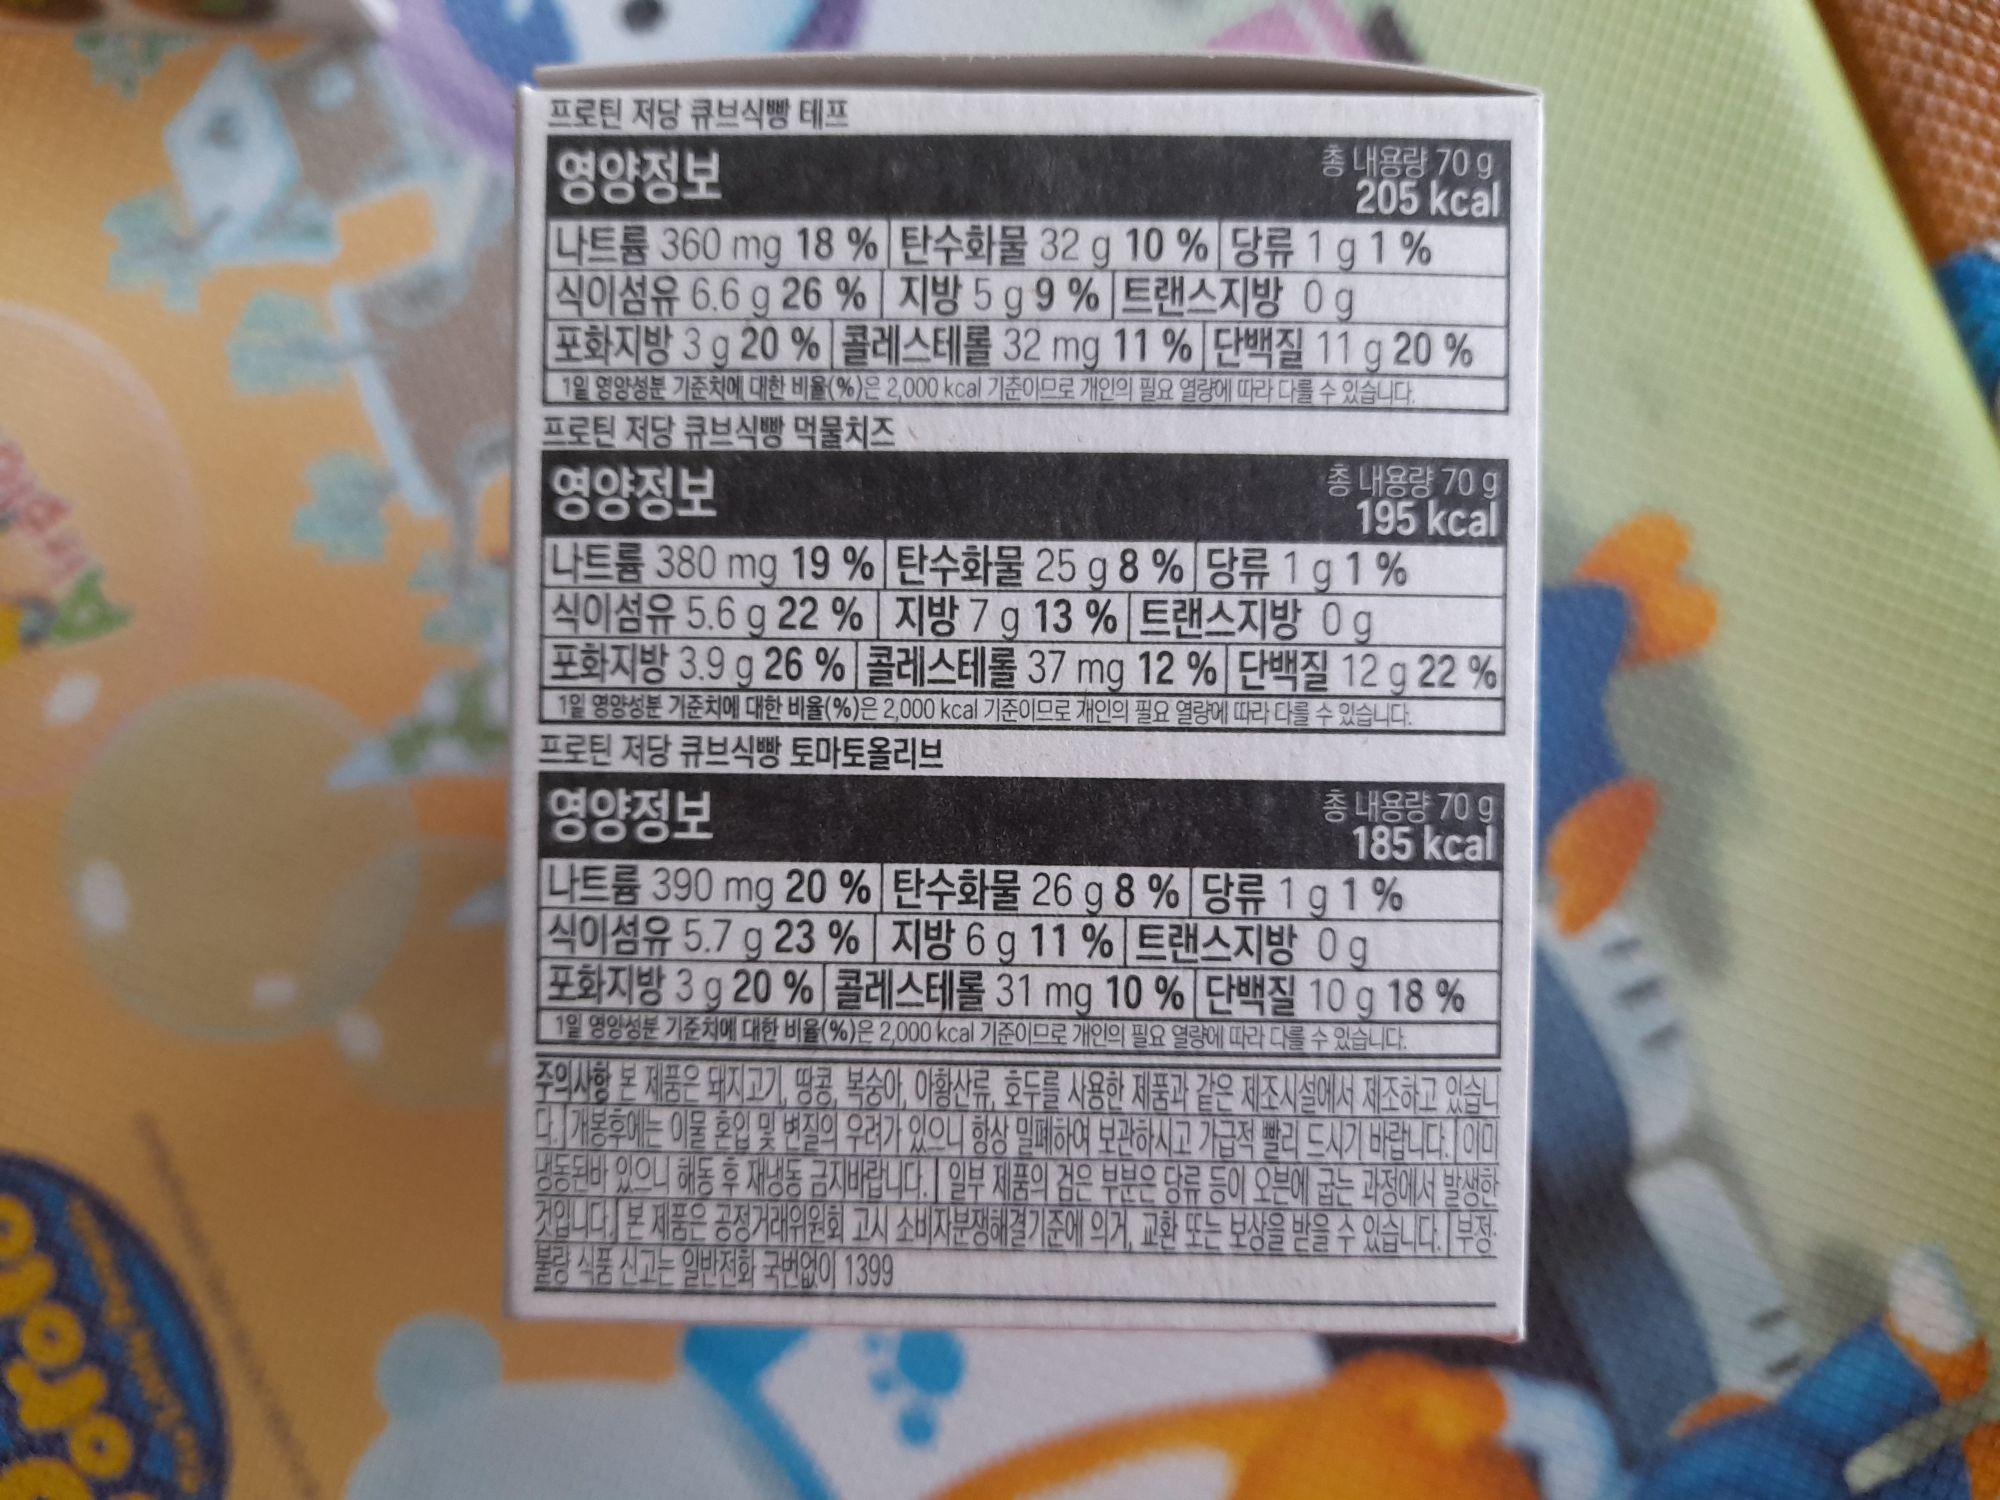 프로틴 저당 큐브식빵 테프
영양정보
총 내용량 70 g
205 kcal
나트륨 360 mg 18 % 탄수화물 32 g 10 % 당류 1 g 1 %
식이섬유 6.6 g 26 % 지방 5 g 9 % 트랜스지방 0 g
포화지방 3 g 20 % 콜레스테롤 32 mg 11 % 단백질 11 g 20 %
1일 영양성분 기준치에 대한 비율(%)은 2,000 kcal 기준이므로 개인의 필요 열량에 따라 다를 수 있습니다.
프로틴 저당 큐브식빵 먹물치즈
영양정보
총 내용량 70 g
195 kcal
나트륨 380 mg 19 % 탄수화물 25 g 8 % 당류 1 g 1 %
식이섬유 5.6 g 22 % 지방 7 g 13 % 트랜스지방 0 g
포화지방 3.9 g 26 % 콜레스테롤 37 mg 12 % 단백질 12 g 22 %
1일 영양성분 기준치에 대한 비율(%)은 2,000 kcal 기준이므로 개인의 필요 열량에 따라 다를 수 있습니다.
프로틴 저당 큐브식빵 토마토올리브
영양정보
총 내용량 70 g
185 kcal
나트륨 390 mg 20 % 탄수화물 26 g 8 % 당류 1 g 1 %
식이섬유 5.7 g 23 % 지방 6 g 11 % 트랜스지방 0 g
포화지방 3 g 20 % 콜레스테롤 31 mg 10 % 단백질 10 g 18 %
1일 영양성분 기준치에 대한 비율(%)은 2,000 kcal 기준이므로 개인의 필요 열량에 따라 다를 수 있습니다.
주의사항 본 제품은 돼지고기, 땅콩, 복숭아, 아황산류, 호두를 사용한 제품과 같은 제조시설에서 제조하고 있습니
다. | 개봉후에는 이물 혼입 및 변질의 우려가 있으니 항상 밀폐하여 보관하시고 가급적 빨리 드시기 바랍니다. | 이미
냉동된바 있으니 해동 후 재냉동 금지바랍니다. | 일부 제품의 검은 부분은 당류 등이 오븐에 굽는 과정에서 발생한
것입니다. | 본 제품은 공정거래위원회 고시 소비자분쟁해결기준에 의거, 교환 또는 보상을 받을 수 있습니다. | 부정·
불량 식품 신고는 일반전화 국번없이 1399